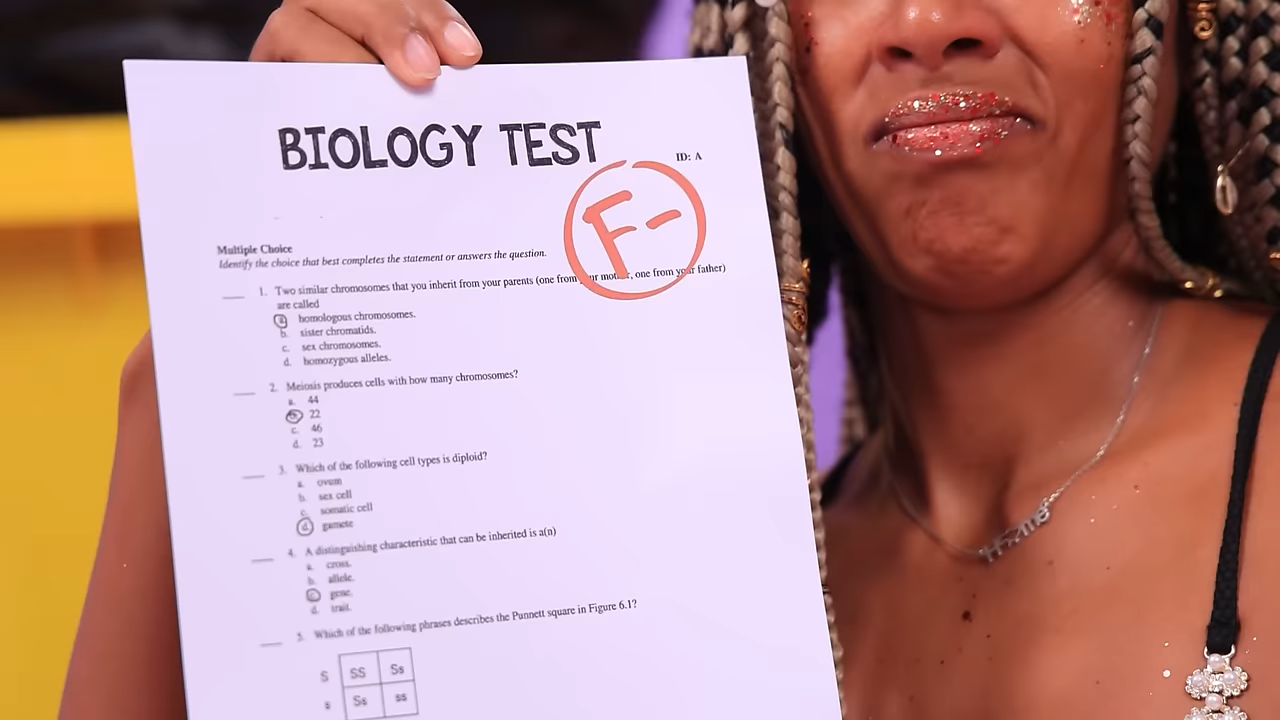 BIOLOGY TEST
ID: A
F-
Multiple Choice
Identify the choice that best completes the statement or answers the question.
1. Two similar chromosomes that you inherit from your parents (one from your mother, one from your father)
are called
a. homologous chromosomes.
b. sister chromatids.
c. sex chromosomes.
d. homozygous alleles.
2. Meiosis produces cells with how many chromosomes?
a. 44
b. 22
c. 46
d. 23
3. Which of the following cell types is diploid?
a. ovum
b. sex cell
c. somatic cell
d. gamete
4. A distinguishing characteristic that can be inherited is a(n)
a. cross.
b. allele.
c. gene.
d. trait.
5. Which of the following phrases describes the Punnett square in Figure 6.1?
S SS Ss
s Ss ss